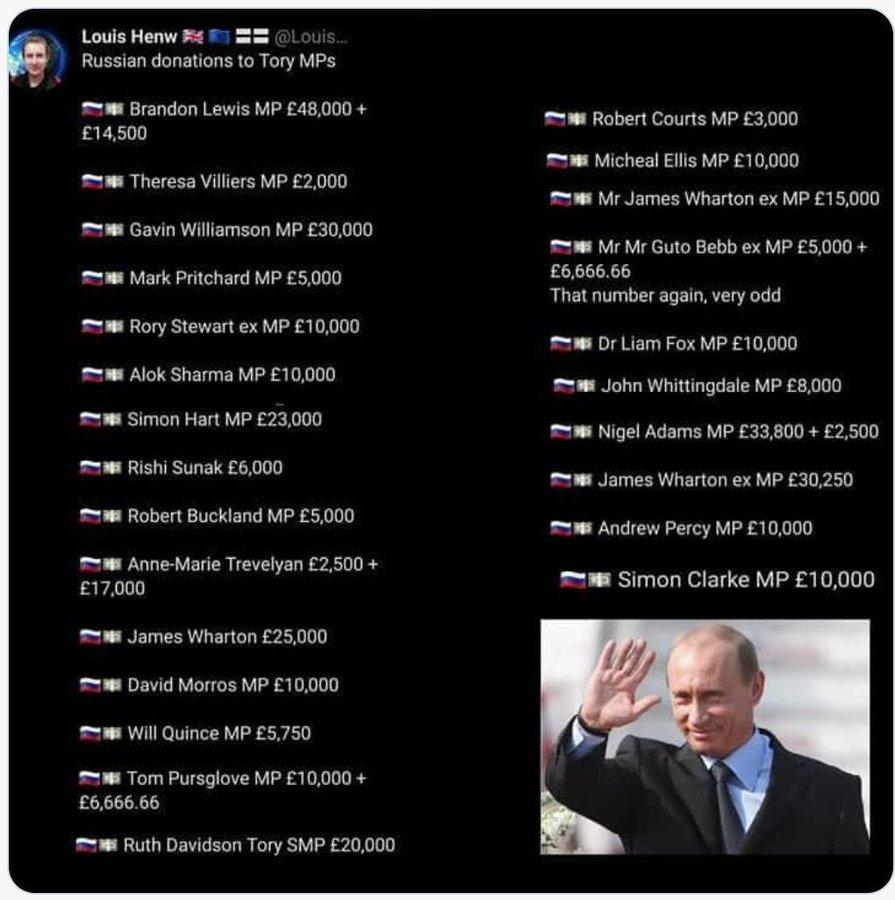 Louis Henw 🇬🇧 🇪🇺 @Louis…
Russian donations to Tory MPs
🇷🇺💵 Brandon Lewis MP £48,000 +
£14,500
🇷🇺💵 Theresa Villiers MP £2,000
🇷🇺💵 Gavin Williamson MP £30,000
🇷🇺💵 Mark Pritchard MP £5,000
🇷🇺💵 Rory Stewart ex MP £10,000
🇷🇺💵 Alok Sharma MP £10,000
🇷🇺💵 Simon Hart MP £23,000
🇷🇺💵 Rishi Sunak £6,000
🇷🇺💵 Robert Buckland MP £5,000
🇷🇺💵 Anne-Marie Trevelyan £2,500 +
£17,000
🇷🇺💵 James Wharton £25,000
🇷🇺💵 David Morros MP £10,000
🇷🇺💵 Will Quince MP £5,750
🇷🇺💵 Tom Pursglove MP £10,000 +
£6,666.66
🇷🇺💵 Ruth Davidson Tory SMP £20,000
🇷🇺💵 Robert Courts MP £3,000
🇷🇺💵 Micheal Ellis MP £10,000
🇷🇺💵 Mr James Wharton ex MP £15,000
🇷🇺💵 Mr Mr Guto Bebb ex MP £5,000 +
£6,666.66
That number again, very odd
🇷🇺💵 Dr Liam Fox MP £10,000
🇷🇺💵 John Whittingdale MP £8,000
🇷🇺💵 Nigel Adams MP £33,800 + £2,500
🇷🇺💵 James Wharton ex MP £30,250
🇷🇺💵 Andrew Percy MP £10,000
🇷🇺💵 Simon Clarke MP £10,000